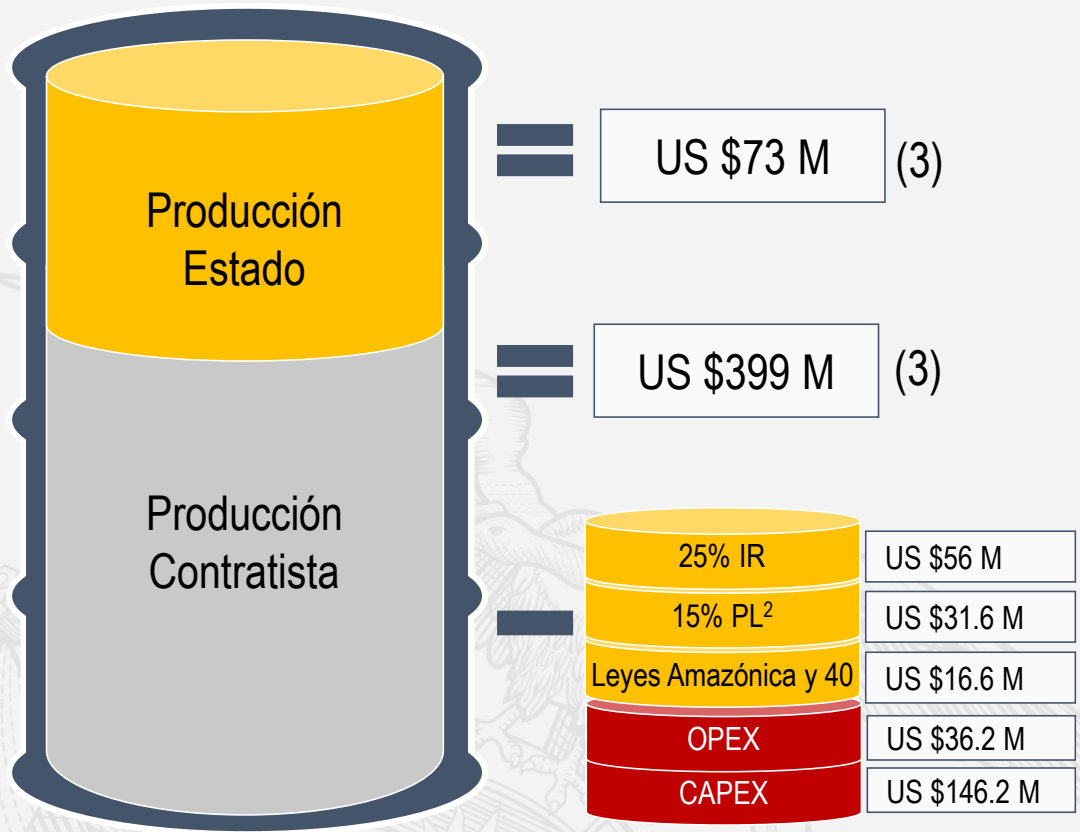 Producción
Estado
US $73 M
(3)
US $399 M
(3)
Producción
Contratista
25% IR
US $56 M
15% PL²
US $31.6 M
Leyes Amazónica y 40
US $16.6 M
OPEX
US $36.2 M
CAPEX
US $146.2 M